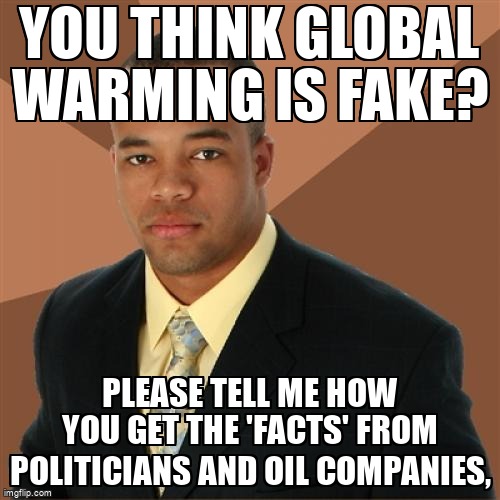 YOU THINK GLOBAL
WARMING IS FAKE?
PLEASE TELL ME HOW
YOU GET THE 'FACTS' FROM
POLITICIANS AND OIL COMPANIES,
imgflip.com